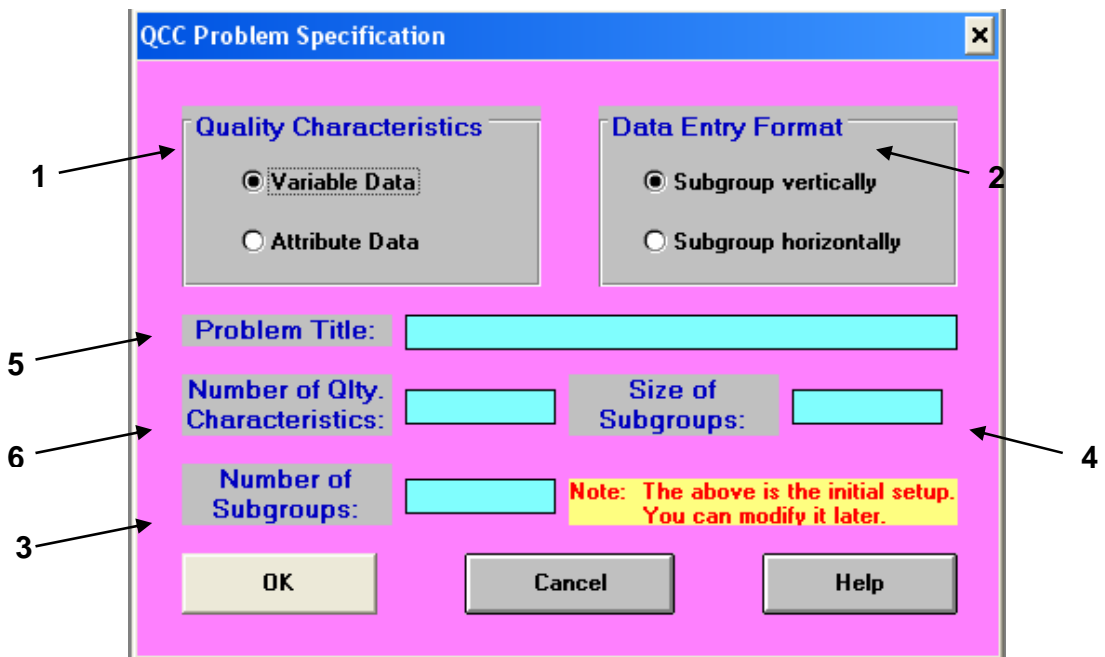 QCC Problem Specification
Quality Characteristics
Variable Data
Attribute Data
Data Entry Format
Subgroup vertically
Subgroup horizontally
1
2
Problem Title:
5
Number of Qlty.
Characteristics:
Size of
Subgroups:
6
4
Number of
Subgroups:
Note: The above is the initial setup.
You can modify it later.
3
OK
Cancel
Help